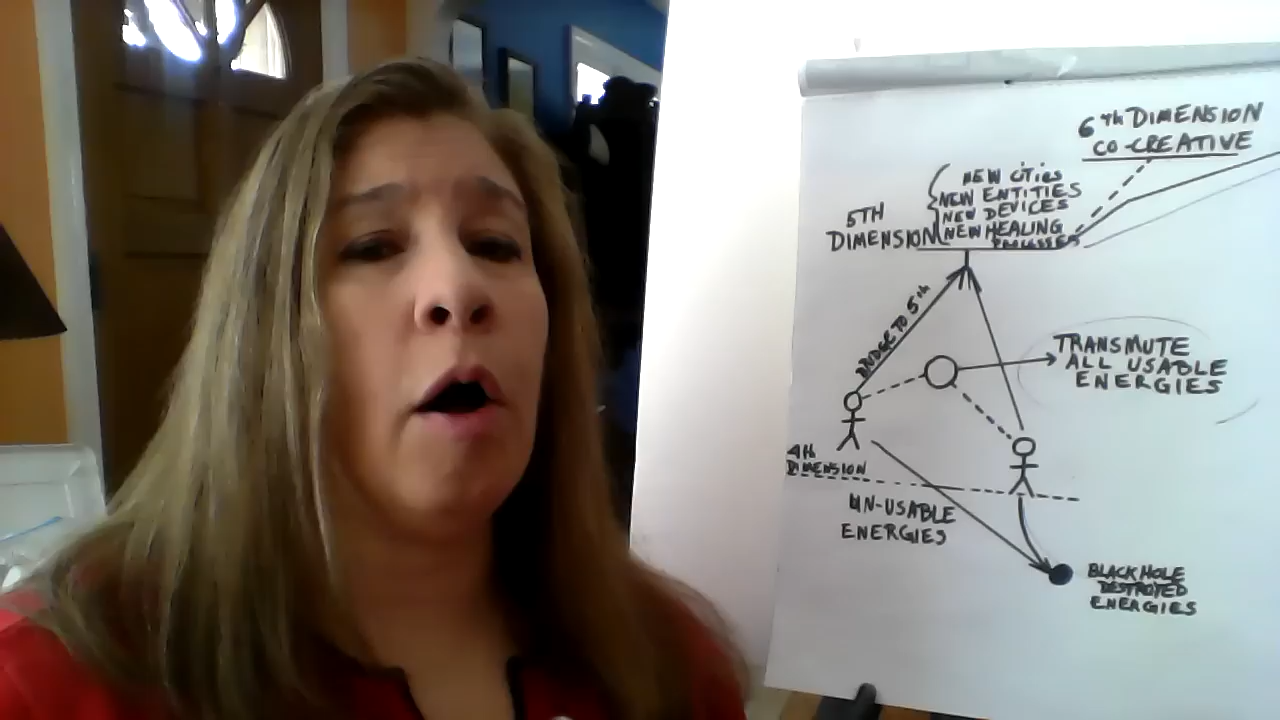 6TH DIMENSION
CO-CREATIVE
5TH
DIMENSION
NEW CITIES
NEW ENTITIES
NEW DEVICES
NEW HEALING
PROCESSES
BRIDGE TO 5TH
TRANSMUTE
ALL USABLE
ENERGIES
4th
DIMENSION
UN-USABLE
ENERGIES
BLACK HOLE
DESTROYED
ENERGIES